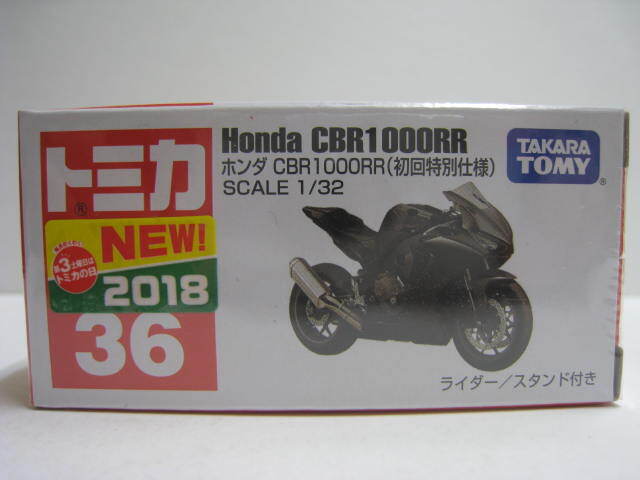 トミカ
®
NEW!
第3土曜日は
トミカの日
2018
36
Honda CBR1000RR
ホンダ CBR1000RR(初回特別仕様)
SCALE 1/32
TAKARA
TOMY
®
ライダー/スタンド付き